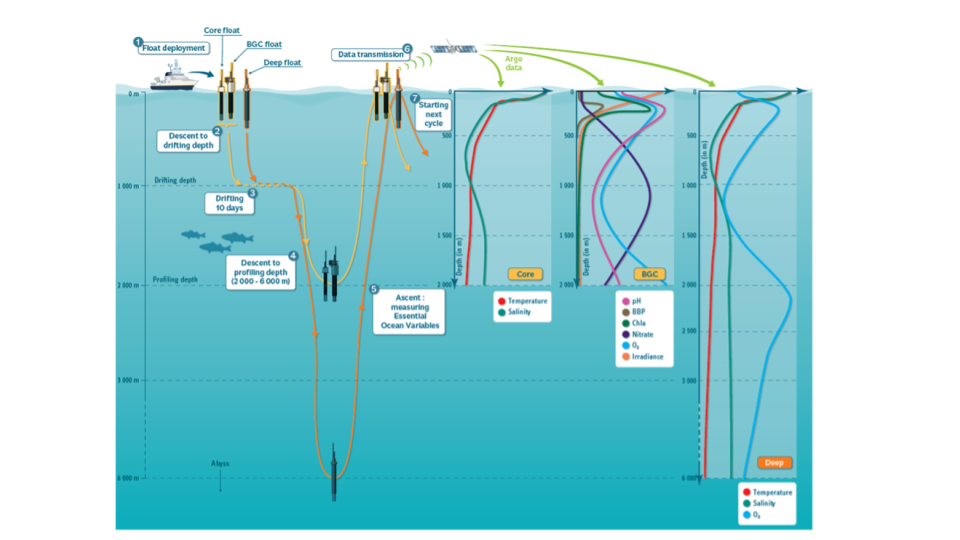 Core float
BGC float
Deep float
1
Float deployment
Data transmission
6
Argo
data
0 m
2
Descent to
drifting depth
7
Starting
next
cycle
Drifting depth
1 000 m
3
Drifting
10 days
4
Descent to
profiling depth
(2 000 - 6 000 m)
Profiling depth
2 000 m
5
Ascent :
measuring
Essential
Ocean Variables
3 000 m
Abyss
6 000 m
0
500
1 000
1 500
2 000
Depth (in m)
Core
Temperature
Salinity
0
500
1 000
1 500
2 000
Depth (in m)
BGC
pH
BBP
Chla
Nitrate
O₂
Irradiance
0
500
1 000
1 500
2 000
2 500
3 000
6 000
Depth (in m)
Deep
Temperature
Salinity
O₂